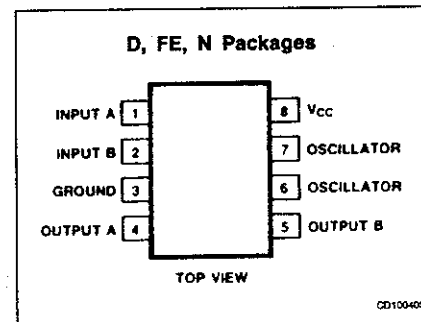 D, FE, N Packages
INPUT A 1
8 VCC
INPUT B 2
7 OSCILLATOR
GROUND 3
6 OSCILLATOR
OUTPUT A 4
5 OUTPUT B
TOP VIEW
CD10040S